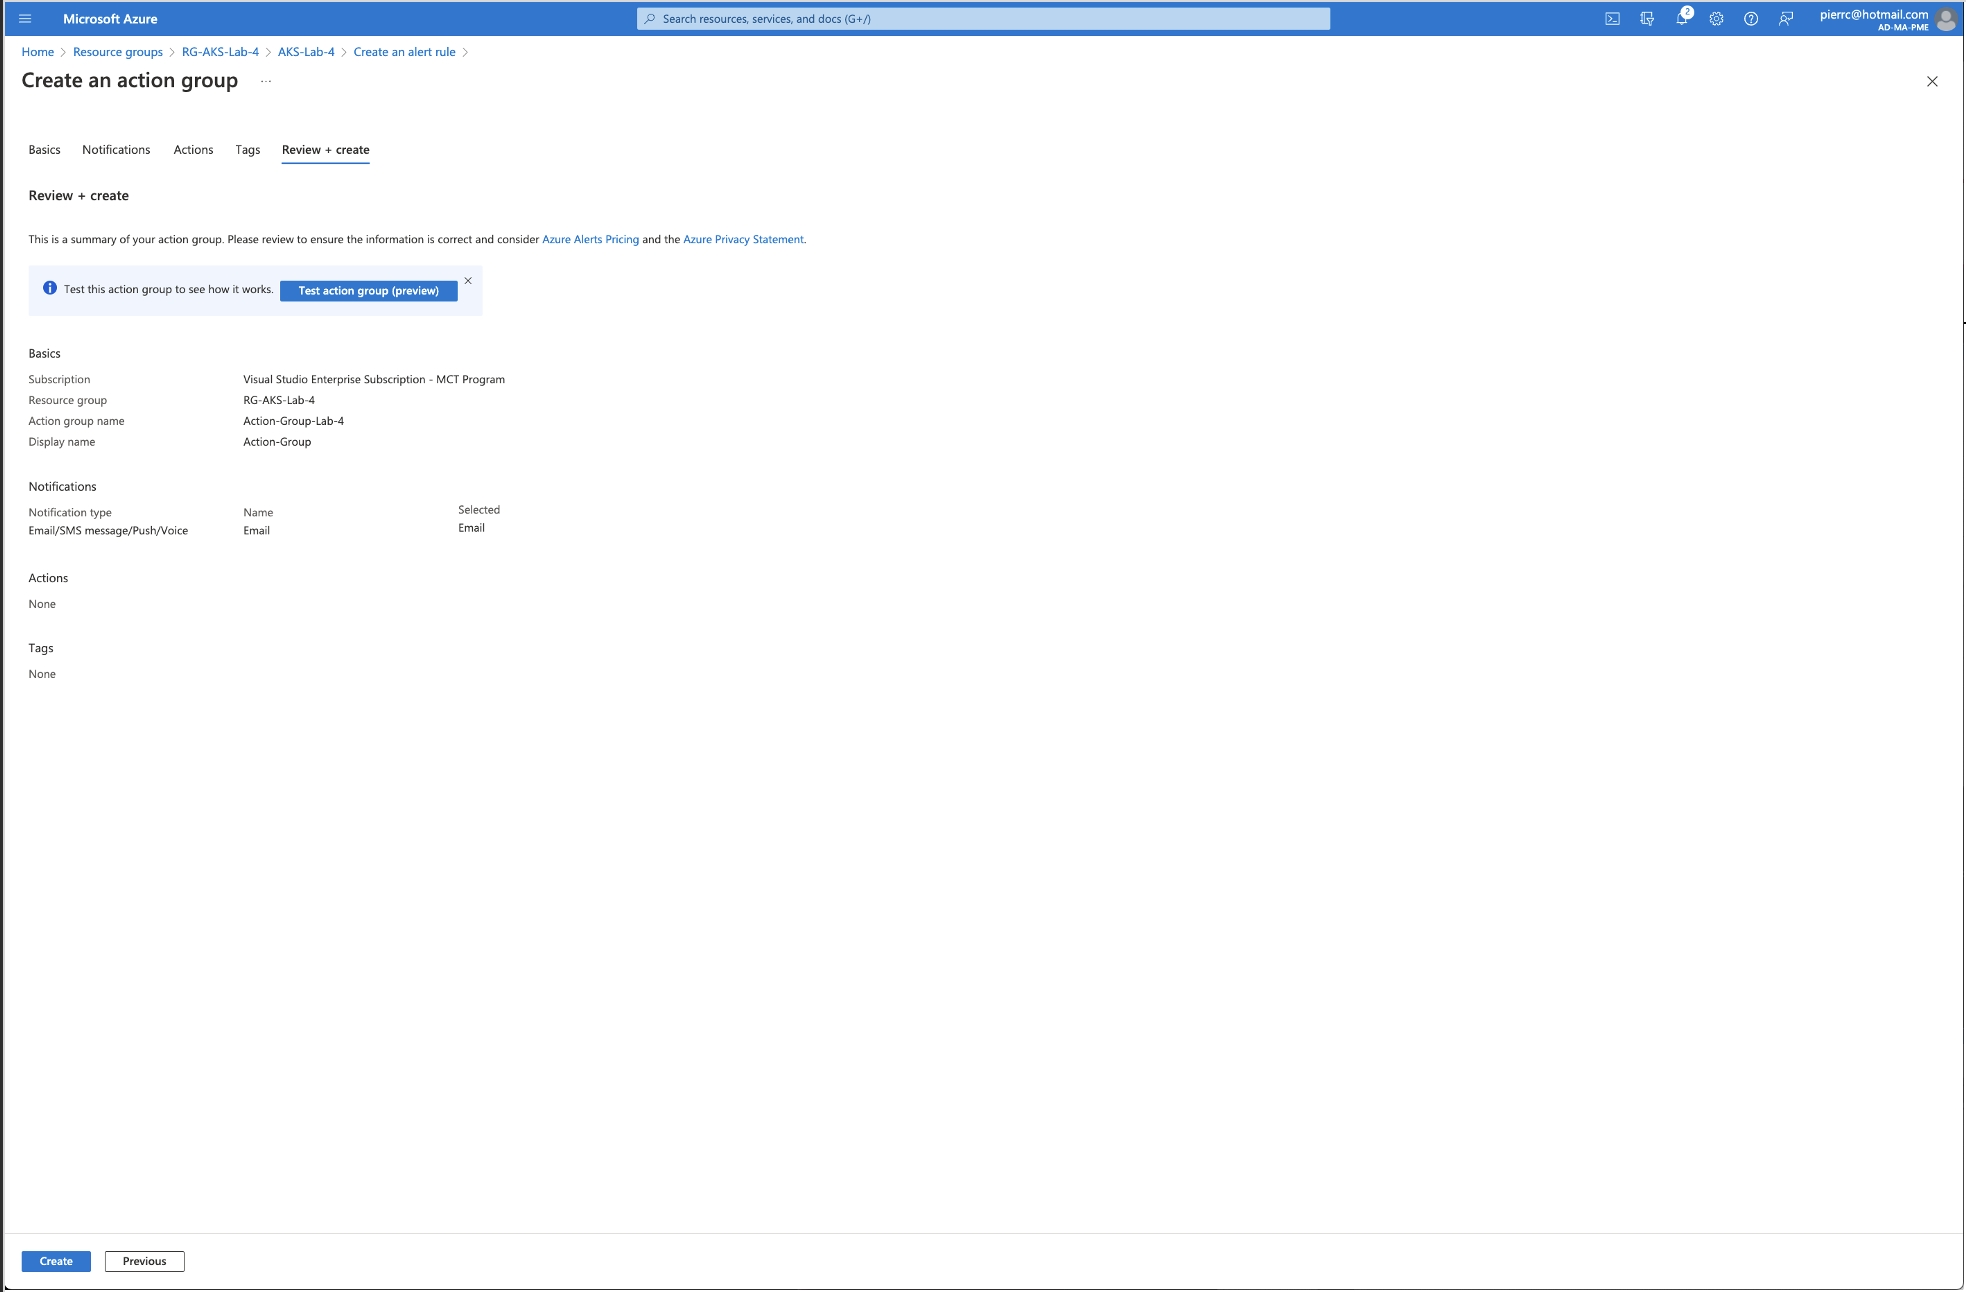 Microsoft Azure
Search resources, services, and docs (G+/)
2
pierrc@hotmail.com
AD-MA-PME
Home > Resource groups > RG-AKS-Lab-4 > AKS-Lab-4 > Create an alert rule >
Create an action group ...
Basics Notifications Actions Tags Review + create
Review + create
This is a summary of your action group. Please review to ensure the information is correct and consider Azure Alerts Pricing and the Azure Privacy Statement.
Test this action group to see how it works. Test action group (preview)
Basics
Subscription Visual Studio Enterprise Subscription - MCT Program
Resource group RG-AKS-Lab-4
Action group name Action-Group-Lab-4
Display name Action-Group
Notifications
Notification type Name Selected
Email/SMS message/Push/Voice Email Email
Actions
None
Tags
None
Create Previous